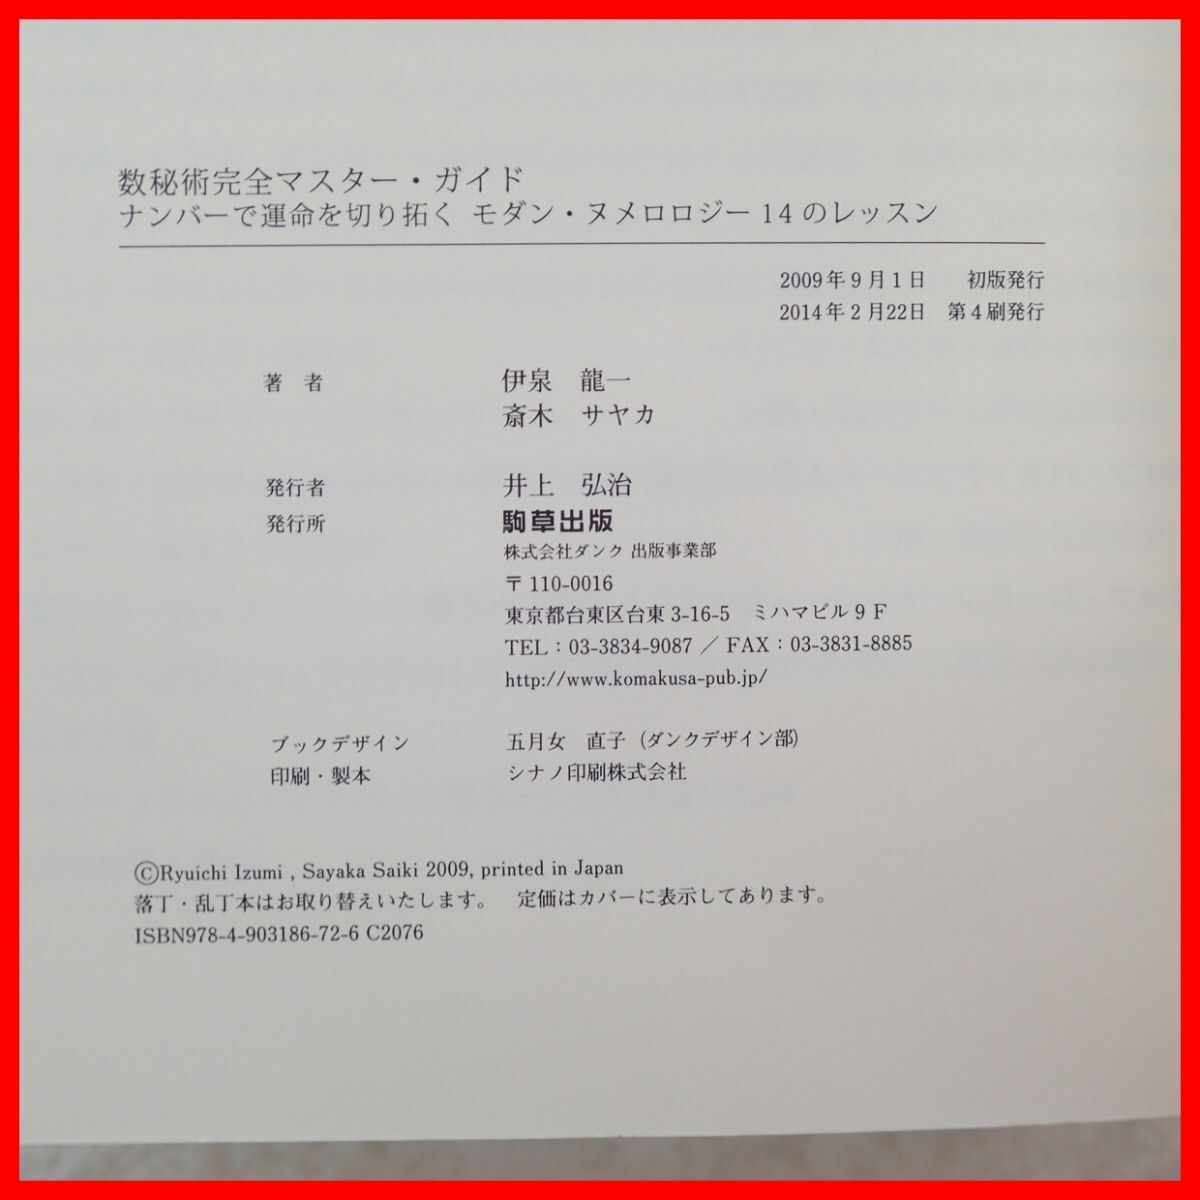 数秘術完全マスター・ガイド
ナンバーで運命を切り拓く モダン・ヌメロロジー 14 のレッスン
2009年 9 月 1 日　初版発行
2014年 2 月22日　第 4 刷発行
著　者　伊泉　龍一
斎木　サヤカ
発行者　井上　弘治
発行所　駒草出版
株式会社ダンク 出版事業部
〒110-0016
東京都台東区台東 3-16-5　ミハマビル 9 F
TEL：03-3834-9087 ／ FAX：03-3831-8885
http://www.komakusa-pub.jp/
ブックデザイン　五月女　直子（ダンクデザイン部）
印刷・製本　シナノ印刷株式会社
©Ryuichi Izumi , Sayaka Saiki 2009, printed in Japan
落丁・乱丁本はお取り替えいたします。　定価はカバーに表示してあります。
ISBN978-4-903186-72-6 C2076